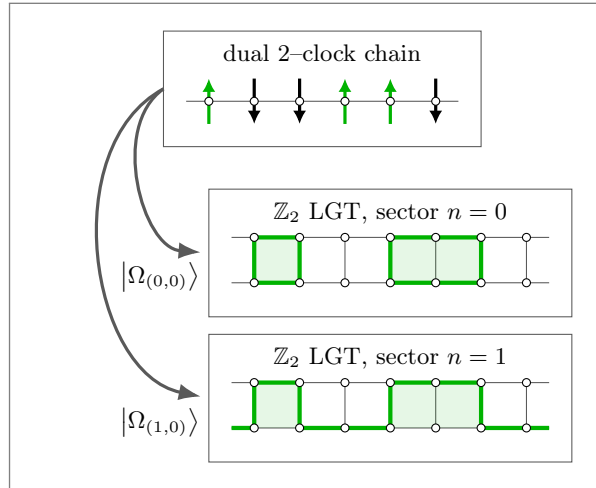 dual 2–clock chain
ℤ₂ LGT, sector n = 0
|Ω₍₀,₀₎⟩
ℤ₂ LGT, sector n = 1
|Ω₍₁,₀₎⟩